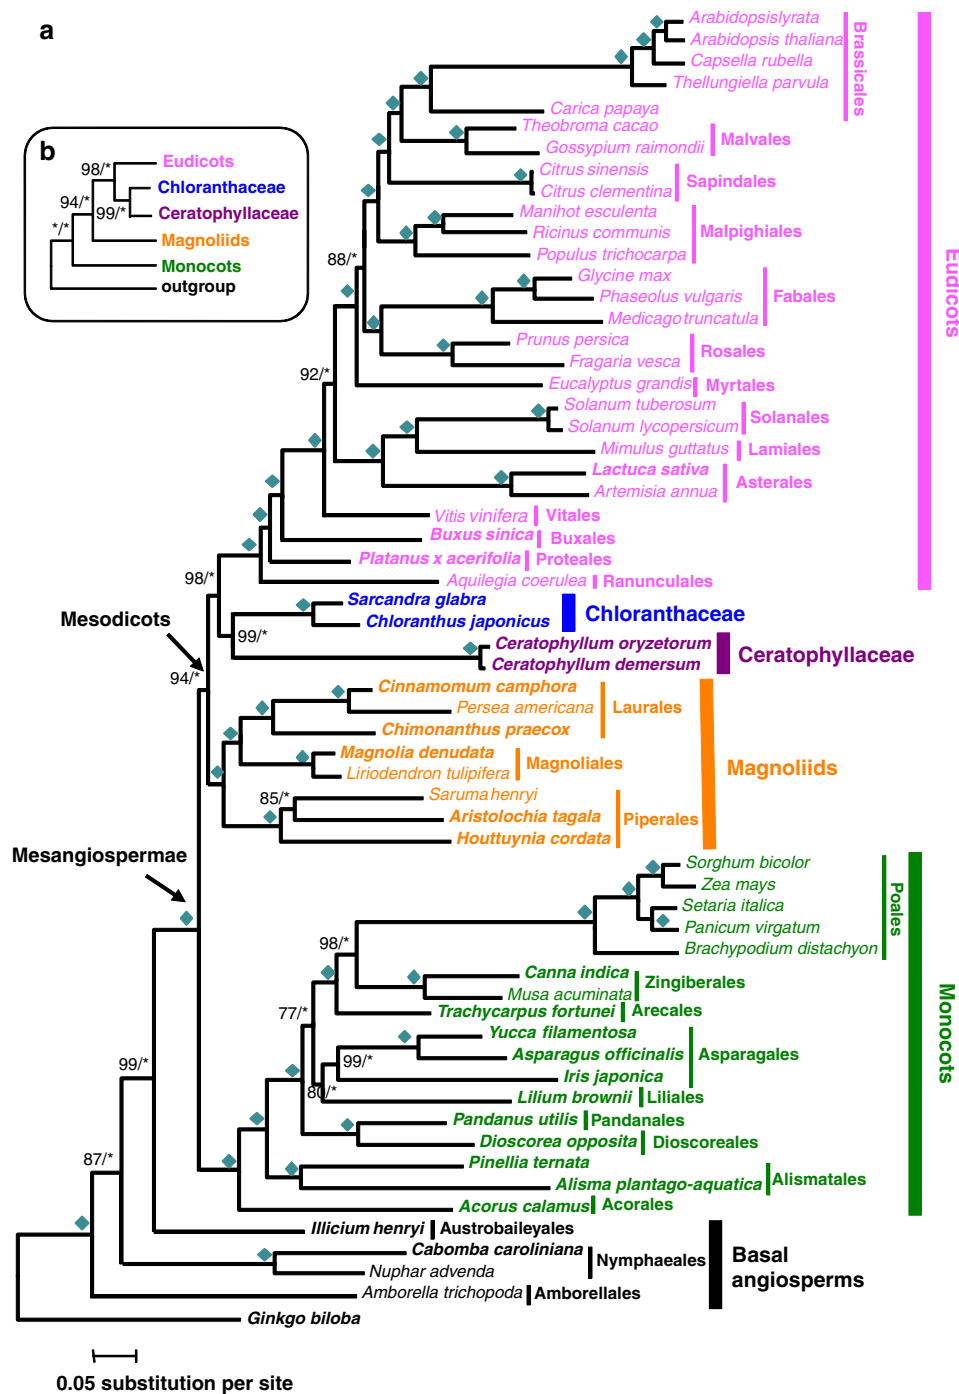 a
Arabidopsislyrata
Arabidopsis thaliana
Capsella rubella
Thellungiella parvula
Carica papaya
Brassicales
Theobroma cacao
Gossypium raimondii
Malvales
Citrus sinensis
Citrus clementina
Sapindales
Manihot esculenta
Ricinus communis
Populus trichocarpa
Malpighiales
88/*
Glycine max
Phaseolus vulgaris
Medicago truncatula
Fabales
Prunus persica
Fragaria vesca
Rosales
92/*
Eucalyptus grandis
Myrtales
Solanum tuberosum
Solanum lycopersicum
Solanales
Mimulus guttatus
Lamiales
Lactuca sativa
Artemisia annua
Asterales
Vitis vinifera
Vitales
Buxus sinica
Buxales
Platanus x acerifolia
Proteales
Aquilegia coerulea
Ranunculales
Eudicots
b
98/*
94/*
99/*
*/*
Eudicots
Chloranthaceae
Ceratophyllaceae
Magnoliids
Monocots
outgroup
98/*
Mesodicots
Sarcandra glabra
Chloranthus japonicus
Chloranthaceae
99/*
Ceratophyllum oryzetorum
Ceratophyllum demersum
Ceratophyllaceae
94/*
Cinnamomum camphora
Persea americana
Chimonanthus praecox
Laurales
Magnolia denudata
Liriodendron tulipifera
Magnoliales
85/*
Saruma henryi
Aristolochia tagala
Houttuynia cordata
Piperales
Magnoliids
Mesangiospermae
Sorghum bicolor
Zea mays
Setaria italica
Panicum virgatum
Brachypodium distachyon
Poales
98/*
Canna indica
Musa acuminata
Zingiberales
77/*
Trachycarpus fortunei
Arecales
Yucca filamentosa
Asparagus officinalis
Iris japonica
Asparagales
99/*
80/*
Lilium brownii
Liliales
Pandanus utilis
Pandanales
Dioscorea opposita
Dioscoreales
Pinellia ternata
Alisma plantago-aquatica
Alismatales
Acorus calamus
Acorales
Monocots
99/*
87/*
Illicium henryi
Austrobaileyales
Cabomba caroliniana
Nuphar advenda
Nymphaeales
Amborella trichopoda
Amborellales
Basal
angiosperms
Ginkgo biloba
0.05 substitution per site